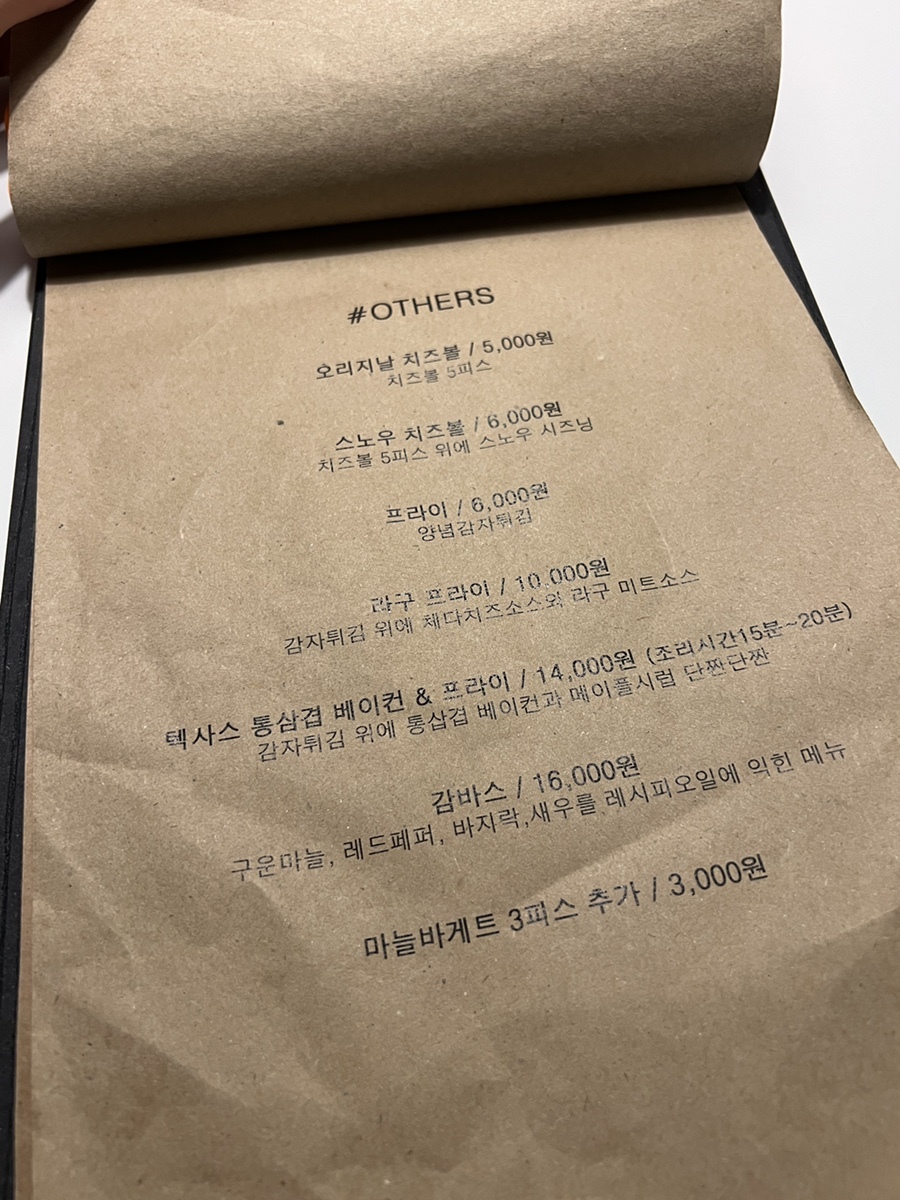 #OTHERS
오리지날 치즈볼 / 5,000원
치즈볼 5피스
스노우 치즈볼 / 6,000원
치즈볼 5피스 위에 스노우 시즈닝
프라이 / 6,000원
양념감자튀김
라구 프라이 / 10,000원
감자튀김 위에 체다치즈소스와 라구 미트소스
텍사스 통삼겹 베이컨 & 프라이 / 14,000원 (조리시간15분~20분)
감자튀김 위에 통삼겹 베이컨과 메이플시럽 단짠단짠
감바스 / 16,000원
구운마늘, 레드페퍼, 바지락,새우를 레시피오일에 익힌 메뉴
마늘바게트 3피스 추가 / 3,000원